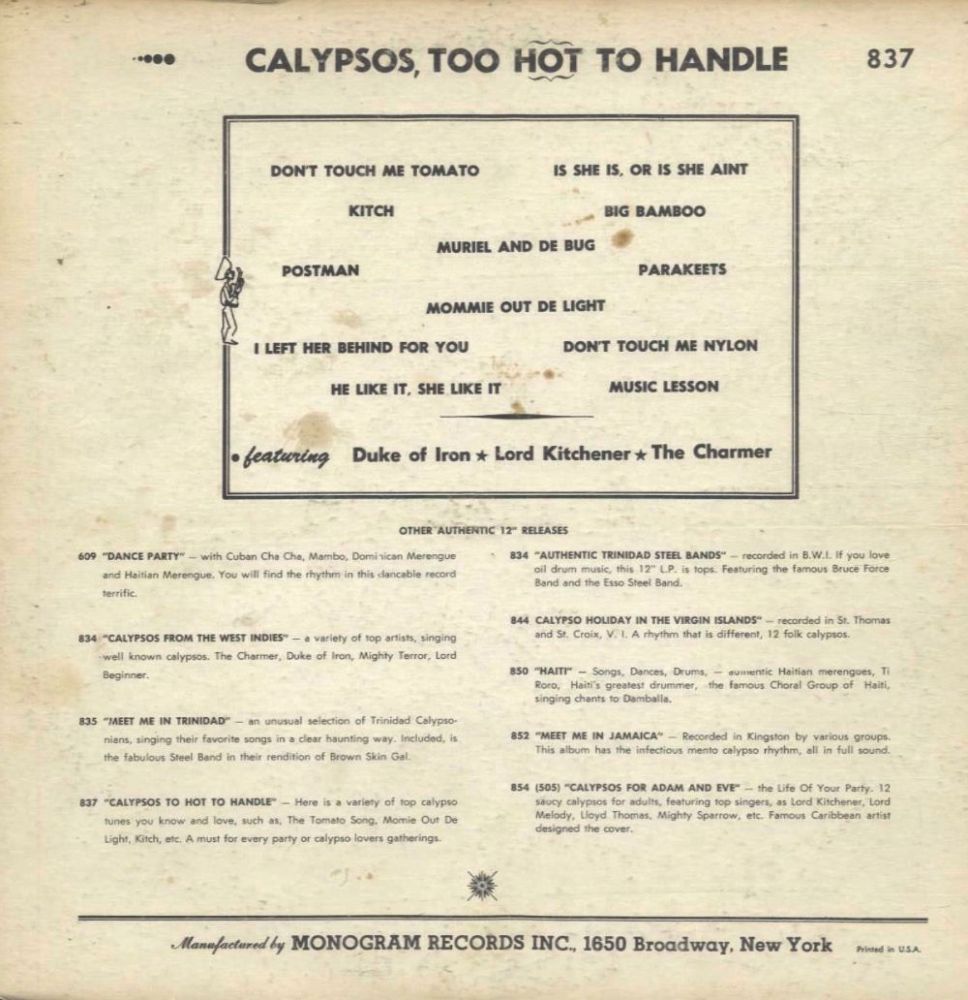 CALYPSOS, TOO HOT TO HANDLE 837
DON'T TOUCH ME TOMATO IS SHE IS, OR IS SHE AINT
KITCH BIG BAMBOO
MURIEL AND DE BUG
POSTMAN PARAKEETS
MOMMIE OUT DE LIGHT
I LEFT HER BEHIND FOR YOU DON'T TOUCH ME NYLON
HE LIKE IT, SHE LIKE IT MUSIC LESSON
• featuring Duke of Iron ★ Lord Kitchener ★ The Charmer
OTHER AUTHENTIC 12" RELEASES
609 "DANCE PARTY" — with Cuban Cha Cha, Mambo, Dominican Merengue
and Haitian Merengue. You will find the rhythm in this dancable record
terrific.
834 "CALYPSOS FROM THE WEST INDIES" — a variety of top artists, singing
well known calypsos. The Charmer, Duke of Iron, Mighty Terror, Lord
Beginner.
835 "MEET ME IN TRINIDAD" — an unusual selection of Trinidad Calypso-
nians, singing their favorite songs in a clear haunting way. Included, is
the fabulous Steel Band in their rendition of Brown Skin Gal.
837 "CALYPSOS TO HOT TO HANDLE" — Here is a variety of top calypso
tunes you know and love, such as, The Tomato Song, Momie Out De
Light, Kitch, etc. A must for every party or calypso lovers gatherings.
834 "AUTHENTIC TRINIDAD STEEL BANDS" — recorded in B.W.I. If you love
oil drum music, this 12" L.P. is tops. Featuring the famous Bruce Force
Band and the Esso Steel Band.
844 CALYPSO HOLIDAY IN THE VIRGIN ISLANDS" — recorded in St. Thomas
and St. Croix, V. I. A rhythm that is different, 12 folk calypsos.
850 "HAITI" — Songs, Dances, Drums, — authentic Haitian merengues, Ti
Roro, Haiti's greatest drummer, the famous Choral Group of Haiti,
singing chants to Damballa.
852 "MEET ME IN JAMAICA" — Recorded in Kingston by various groups.
This album has the infectious mento calypso rhythm, all in full sound.
854 (505) "CALYPSOS FOR ADAM AND EVE" — the Life Of Your Party. 12
saucy calypsos for adults, featuring top singers, as Lord Kitchener, Lord
Melody, Lloyd Thomas, Mighty Sparrow, etc. Famous Caribbean artist
designed the cover.
Manufactured by MONOGRAM RECORDS INC., 1650 Broadway, New York Printed in U.S.A.